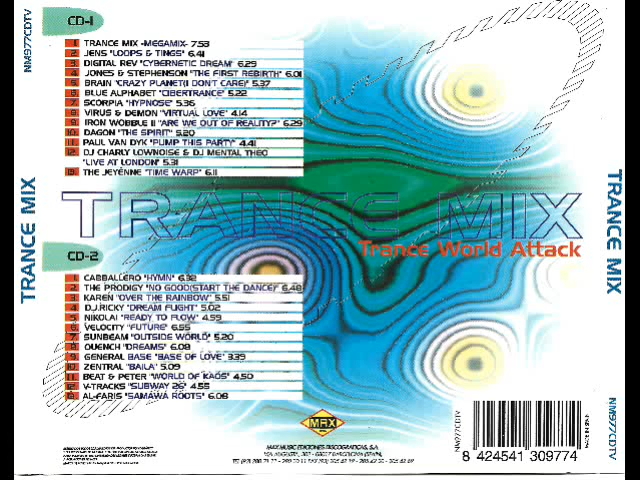 NM977CDTV
TRANCE MIX
CD-1
1 TRANCE MIX -MEGAMIX- 7.53
2 JENS "LOOPS & TINGS" 6.41
3 DIGITAL REV "CYBERNETIC DREAM" 6.29
4 JONES & STEPHENSON "THE FIRST REBIRTH" 6.01
5 BRAIN "CRAZY PLANET(I DON'T CARE)" 5.37
6 BLUE ALPHABET "CIBERTRANCE" 5.22
7 SCORPIA "HYPNOSE" 5.36
8 VIRUS & DEMON "VIRTUAL LOVE" 4.14
9 IRON WOBBLE II "ARE WE OUT OF REALITY?" 6.29
10 DAGON "THE SPIRIT" 5.20
11 PAUL VAN DYK "PUMP THIS PARTY" 4.41
12 DJ CHARLY LOWNOISE & DJ MENTAL THEO
"LIVE AT LONDON" 5.31
13 THE JEYÊNNE "TIME WARP" 6.11
TRANCE MIX
Trance World Attack
CD-2
1 CABBALLERO "HYMN" 6.32
2 THE PRODIGY "NO GOOD(START THE DANCE)" 6.48
3 KAREN "OVER THE RAINBOW" 5.51
4 D.J.RICKY "DREAM FLIGHT" 5.02
5 NIKOLAI "READY TO FLOW" 4.59
6 VELOCITY "FUTURE" 6.55
7 SUNBEAM "OUTSIDE WORLD" 5.20
8 QUENCH "DREAMS" 6.08
9 GENERAL BASE "BASE OF LOVE" 3.39
10 ZENTRAL "BAILA" 5.09
11 BEAT & PETER "WORLD OF KAOS" 4.50
12 V-TRACKS "SUBWAY 26" 4.55
13 AL-FARIS "SAMAWA ROOTS" 6.08
MAX
MAX MUSIC EDICIONES DISCOGRAFICAS, S.A.
NM977CDTV
MADE IN SPAIN
8 424541 309774
TRANCE MIX
NM977CDTV